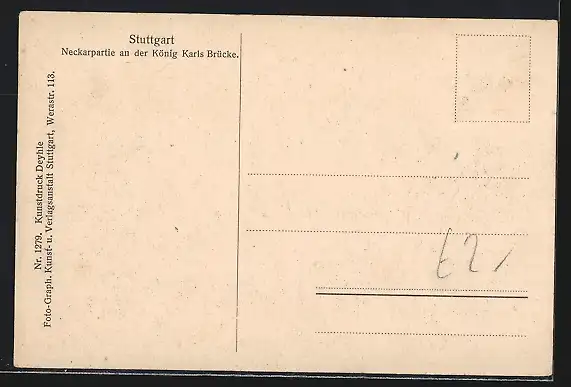 Stuttgart
Neckarpartie an der König Karls Brücke.
Nr. 1279. Kunstdruck Deyhle
Foto-Graph. Kunst- u. Verlagsanstalt Stuttgart, Werastr. 113.